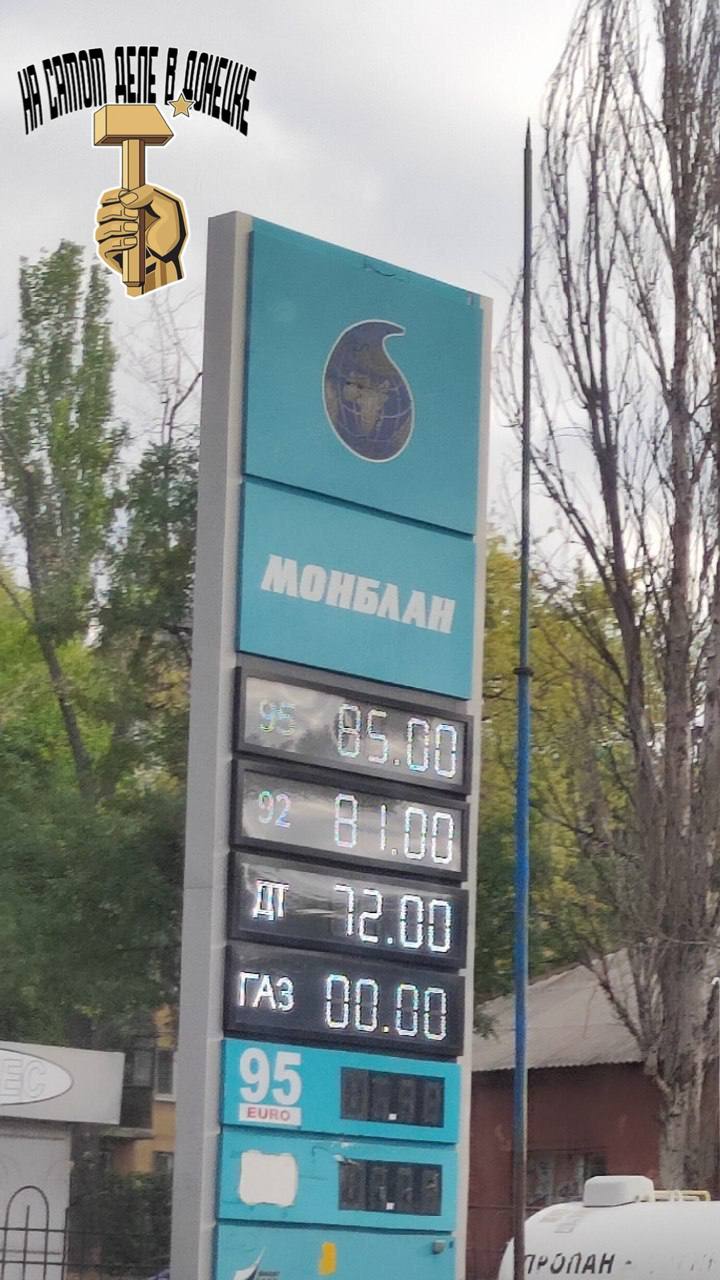 НА САМОМ ДЕЛЕ В ДОНЕЦКЕ
МОНБЛАН
95 85.00
92 81.00
ДТ 72.00
ГАЗ 00.00
95
EURO
ПРОПАН -